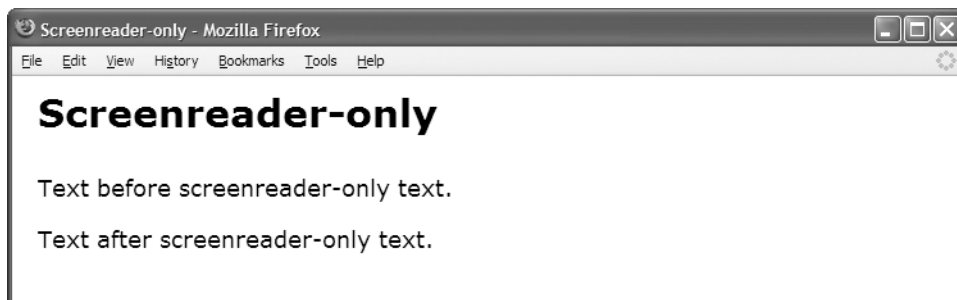 Screenreader-only - Mozilla Firefox
File Edit View History Bookmarks Tools Help
Screenreader-only
Text before screenreader-only text.
Text after screenreader-only text.